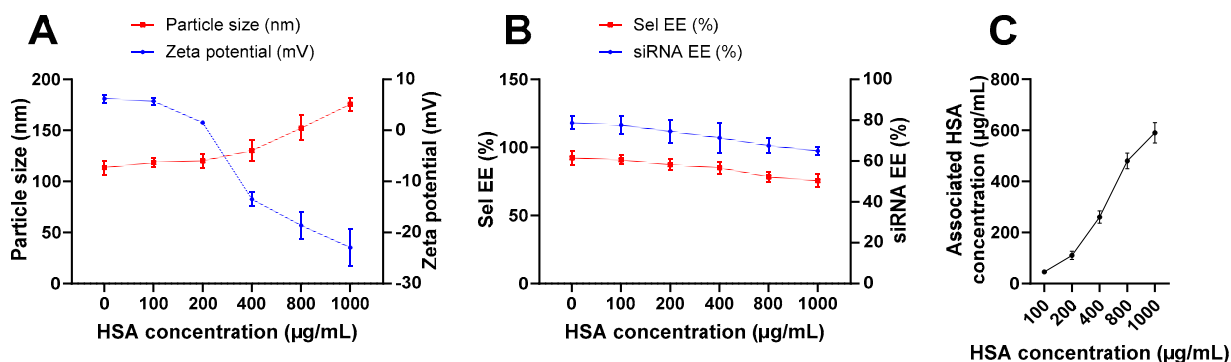 A
Particle size (nm)
Zeta potential (mV)
Particle size (nm)
200
150
100
50
0
10
0
-10
-20
-30
Zeta potential (mV)
0 100 200 400 800 1000
HSA concentration (µg/mL)
B
Sel EE (%)
siRNA EE (%)
Sel EE (%)
150
100
50
0
100
80
60
40
20
0
siRNA EE (%)
0 100 200 400 800 1000
HSA concentration (µg/mL)
C
Associated HSA
concentration (µg/mL)
800
600
400
200
0
100 200 400 800 1000
HSA concentration (µg/mL)